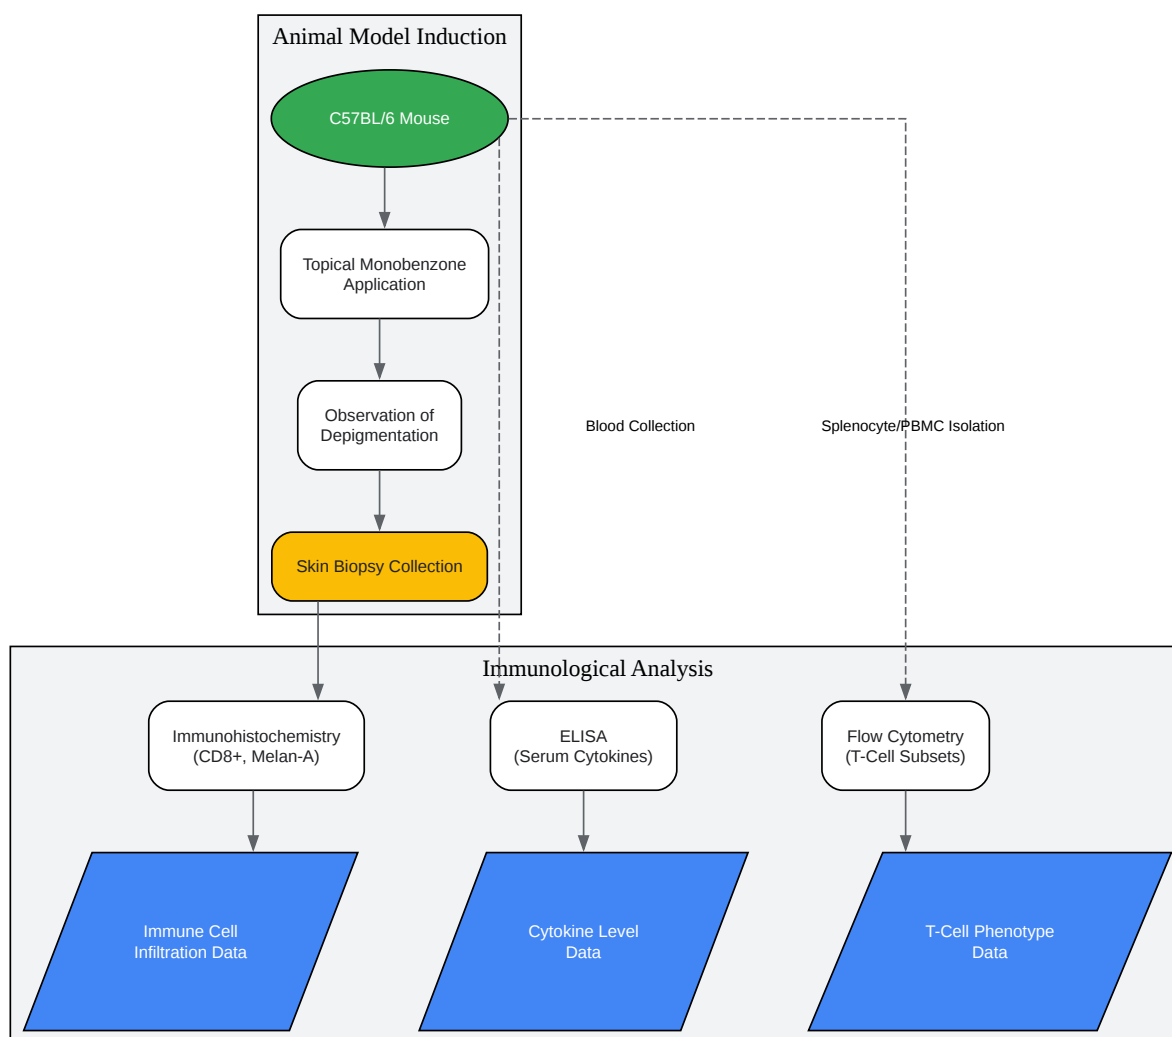 Animal Model Induction
C57BL/6 Mouse
Topical Monobenzone
Application
Observation of
Depigmentation
Blood Collection
Splenocyte/PBMC Isolation
Skin Biopsy Collection
Immunological Analysis
Immunohistochemistry
(CD8+, Melan-A)
ELISA
(Serum Cytokines)
Flow Cytometry
(T-Cell Subsets)
Immune Cell
Infiltration Data
Cytokine Level
Data
T-Cell Phenotype
Data